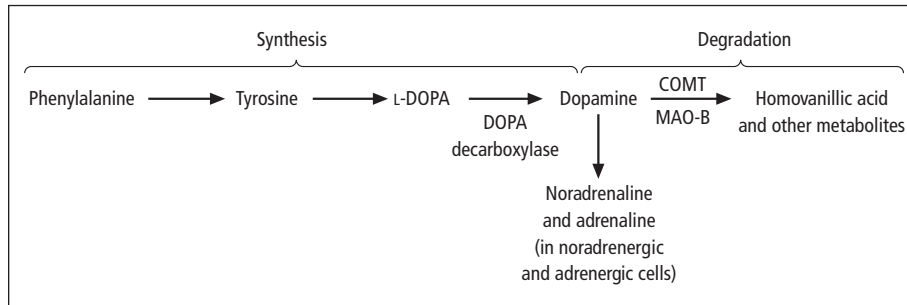 Synthesis
Degradation
Phenylalanine
Tyrosine
L-DOPA
Dopamine
COMT
MAO-B
Homovanillic acid
and other metabolites
DOPA
decarboxylase
Noradrenaline
and adrenaline
(in noradrenergic
and adrenergic cells)